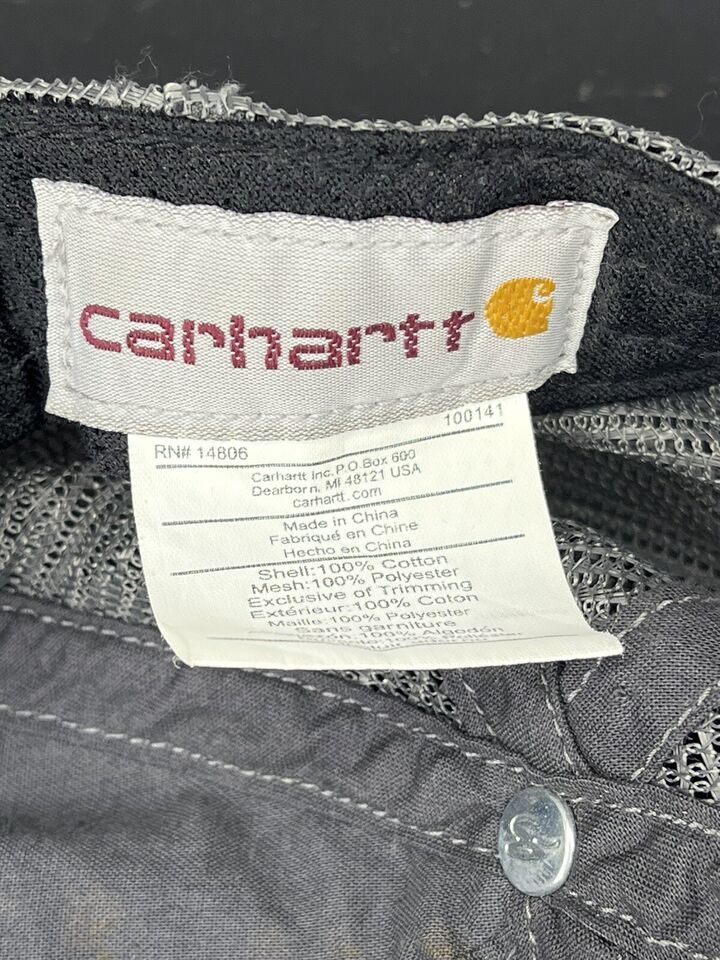 carhartt
RN# 14806 100141
Carhartt Inc. P.O.Box 600
Dearborn, MI 48121 USA
carhartt.com
Made in China
Fabriqué en Chine
Hecho en China
Shell:100% Cotton
Mesh:100% Polyester
Exclusive of Trimming
Extérieur:100% Coton
Maille:100% Polyester
Sans garniture
100% Algodón